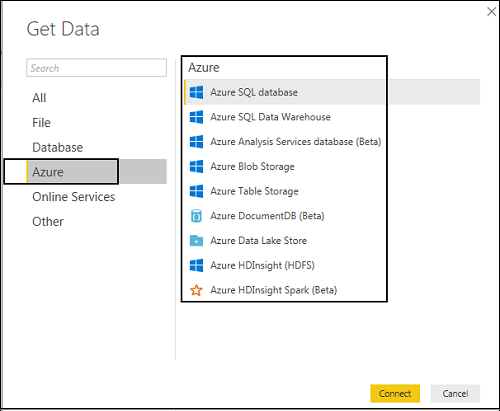 Get Data
Search
All
File
Database
Azure
Online Services
Other
Azure
Azure SQL database
Azure SQL Data Warehouse
Azure Analysis Services database (Beta)
Azure Blob Storage
Azure Table Storage
Azure DocumentDB (Beta)
Azure Data Lake Store
Azure HDInsight (HDFS)
Azure HDInsight Spark (Beta)
Connect
Cancel